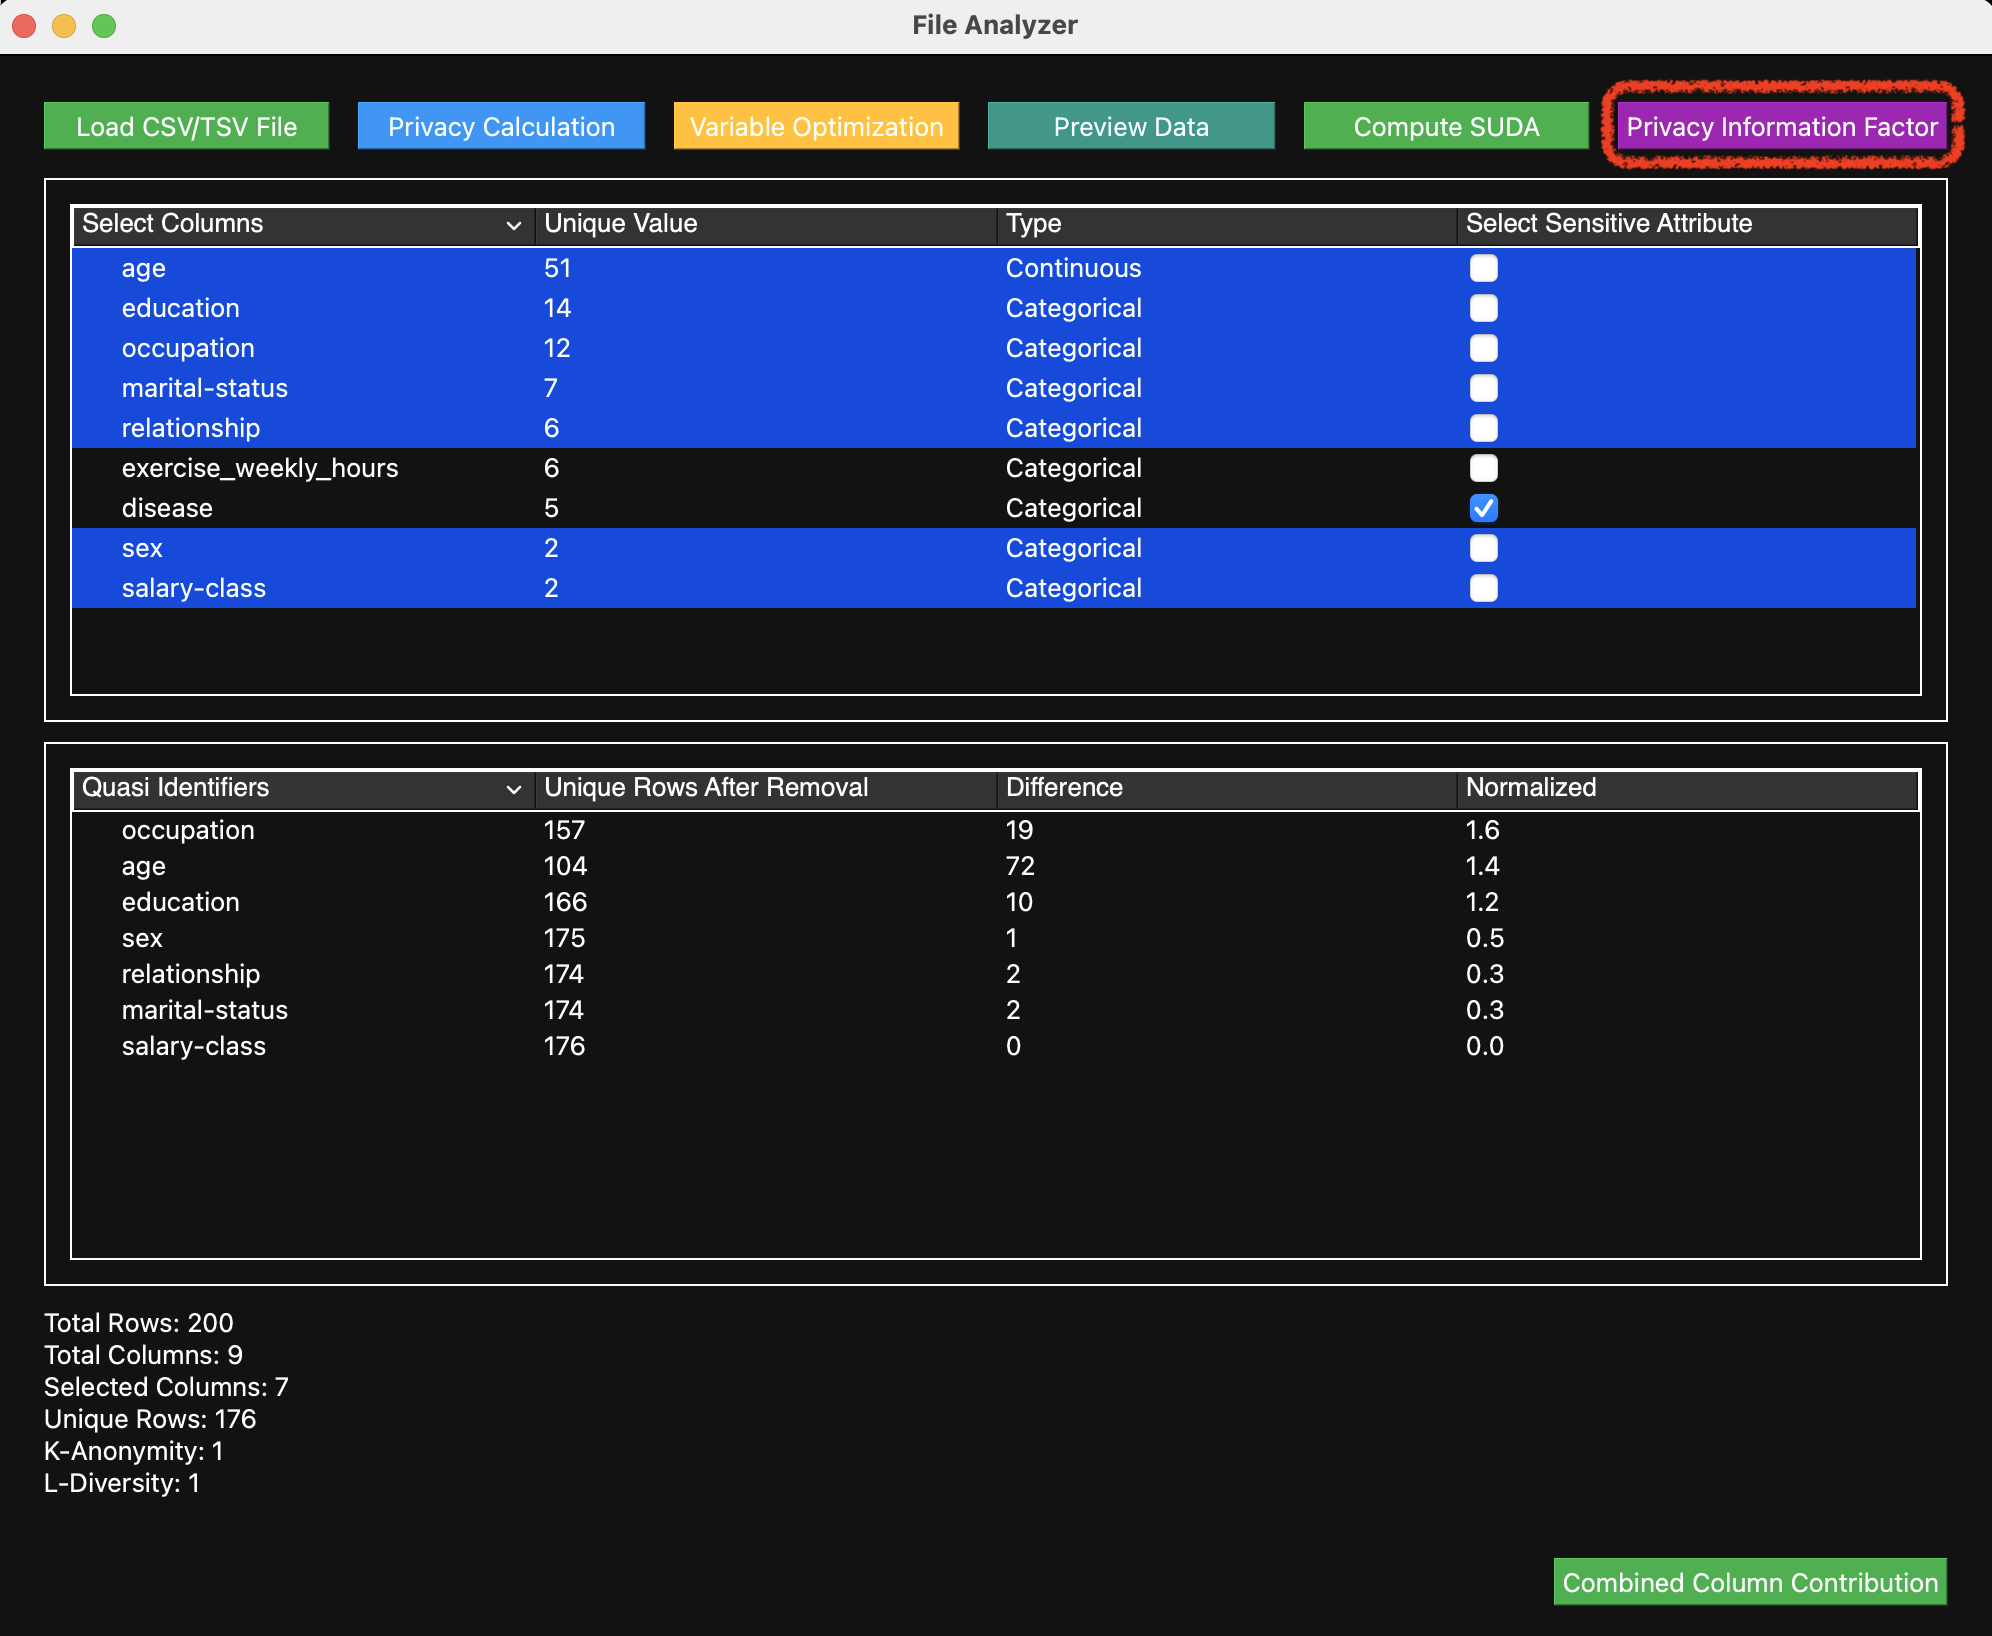 File Analyzer
Load CSV/TSV File Privacy Calculation Variable Optimization Preview Data Compute SUDA Privacy Information Factor
Select Columns Unique Value Type Select Sensitive Attribute
age 51 Continuous
education 14 Categorical
occupation 12 Categorical
marital-status 7 Categorical
relationship 6 Categorical
exercise_weekly_hours 6 Categorical
disease 5 Categorical
sex 2 Categorical
salary-class 2 Categorical
Quasi Identifiers Unique Rows After Removal Difference Normalized
occupation 157 19 1.6
age 104 72 1.4
education 166 10 1.2
sex 175 1 0.5
relationship 174 2 0.3
marital-status 174 2 0.3
salary-class 176 0 0.0
Total Rows: 200
Total Columns: 9
Selected Columns: 7
Unique Rows: 176
K-Anonymity: 1
L-Diversity: 1
Combined Column Contribution